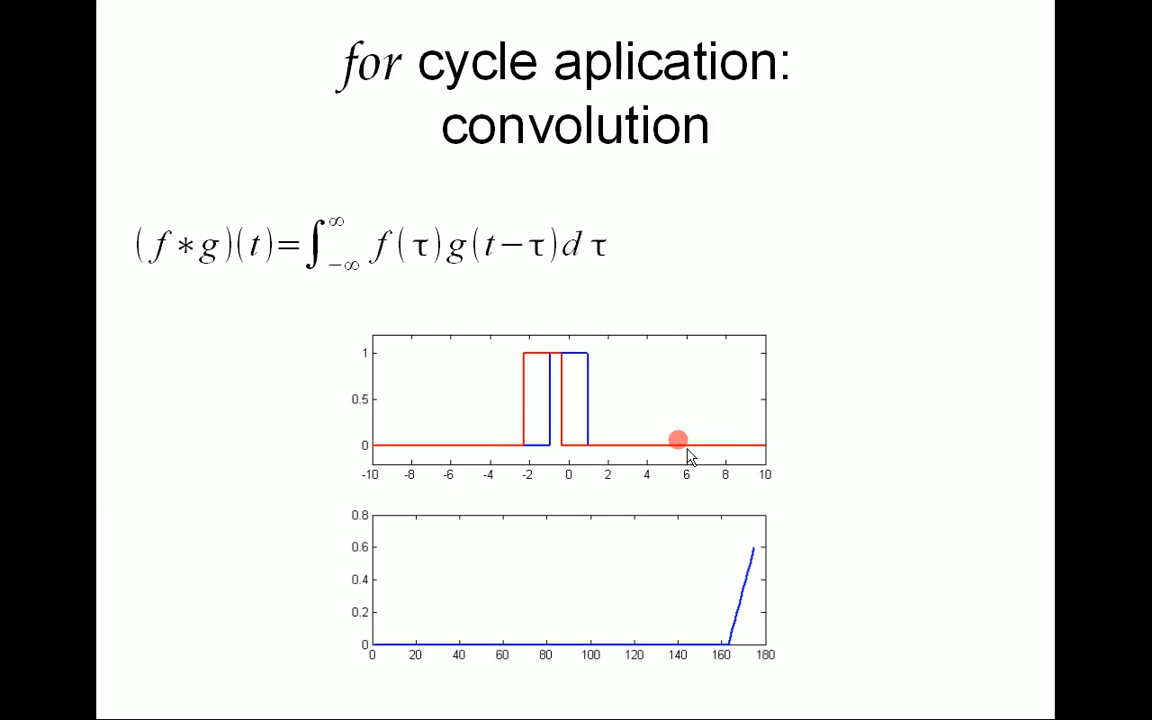 for cycle aplication:
convolution
(f∗g)(t)=∫_{−∞}^{∞} f(τ)g(t−τ)dτ
1
0.5
0
-10 -8 -6 -4 -2 0 2 4 6 8 10
0.8
0.6
0.4
0.2
0
0 20 40 60 80 100 120 140 160 180